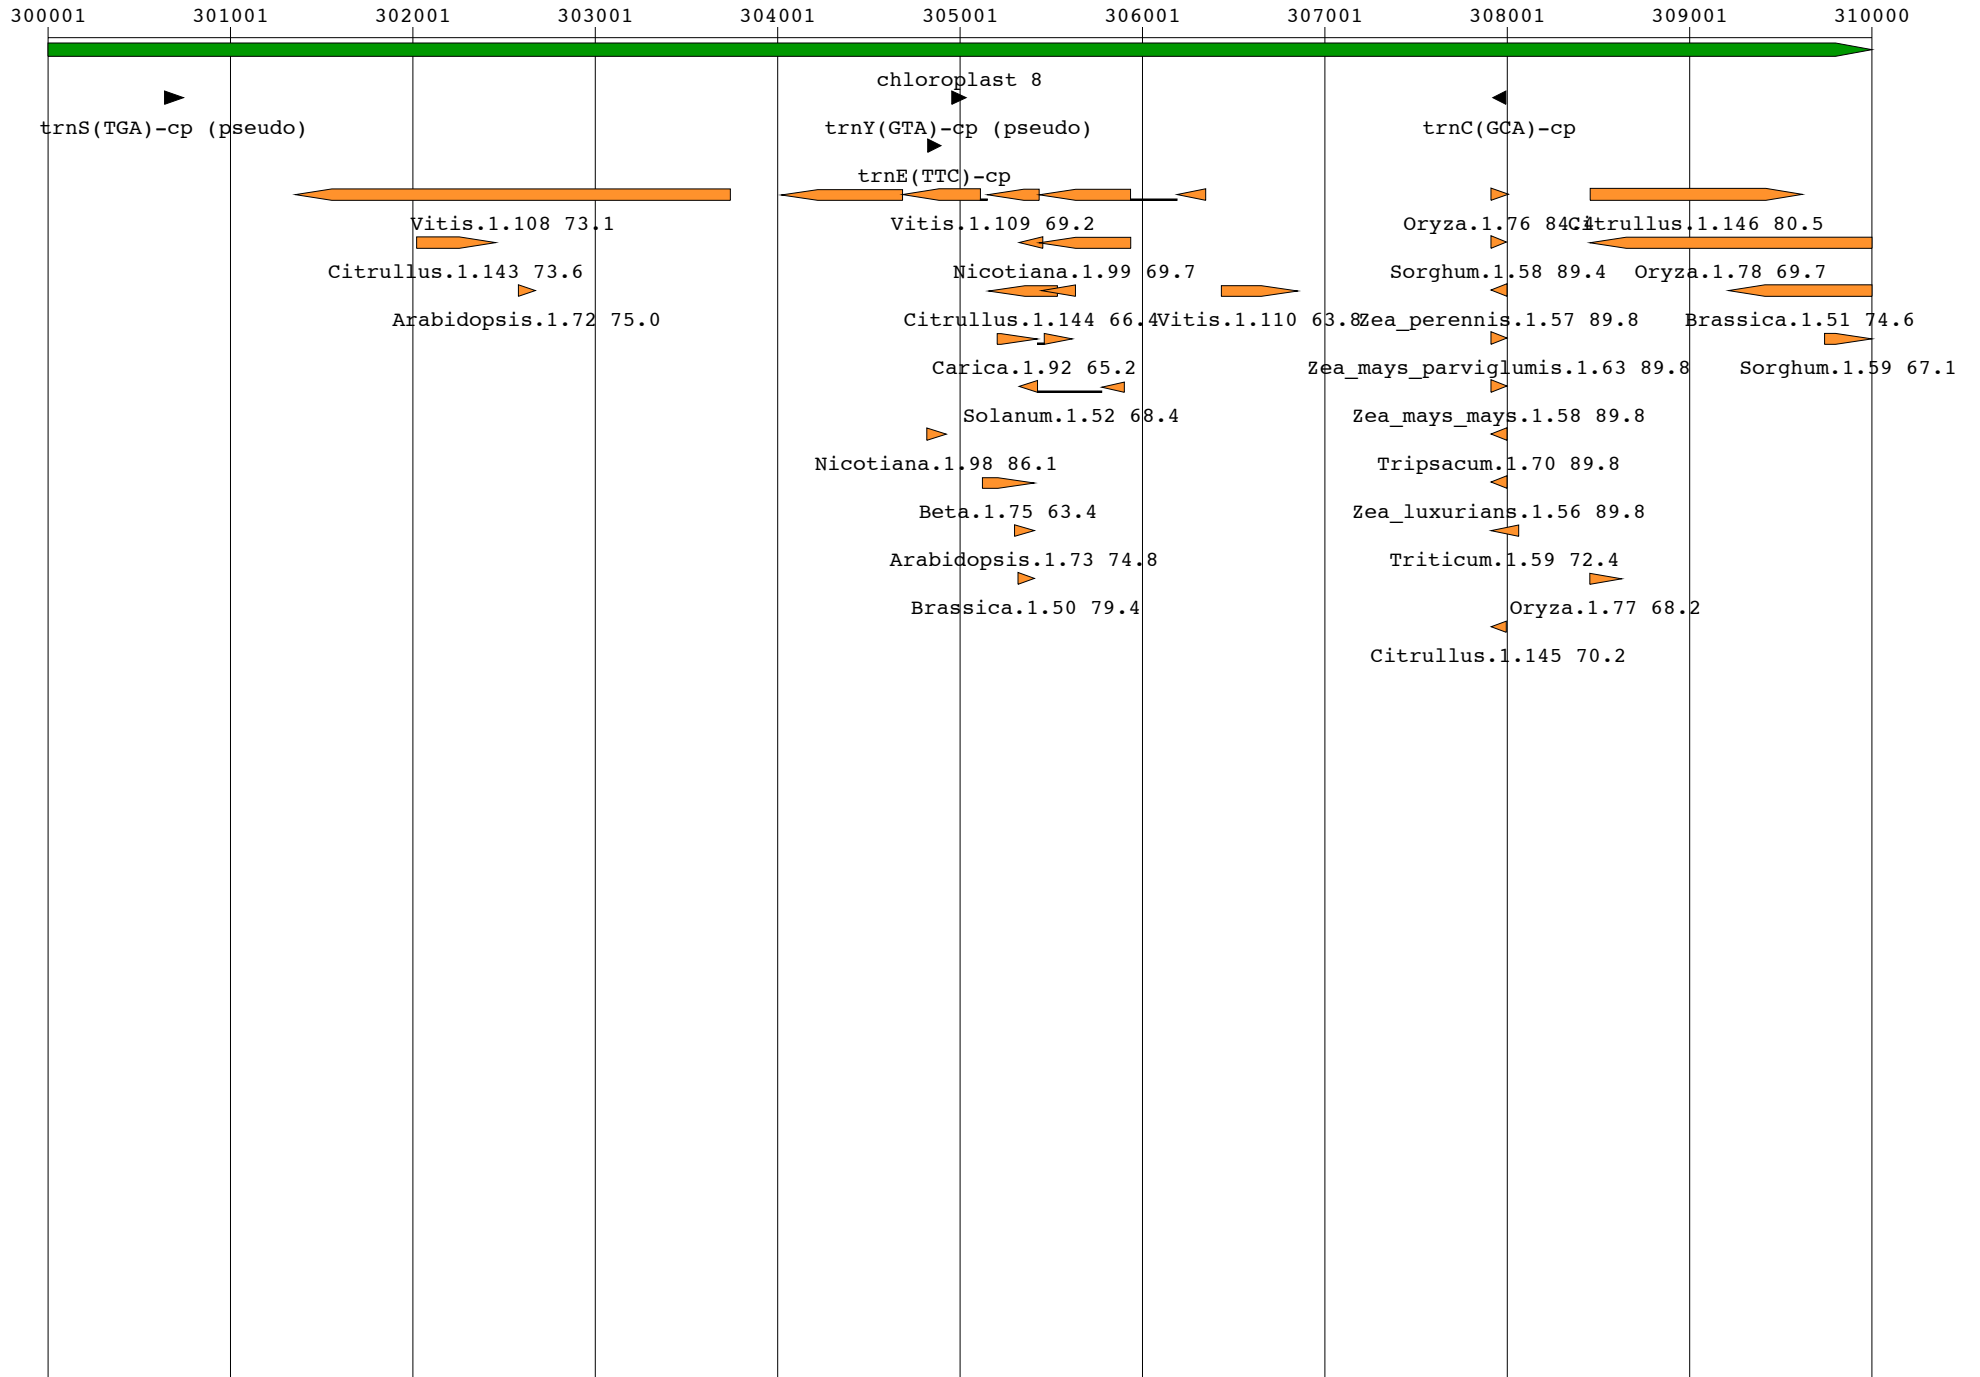 300001 301001 302001 303001 304001 305001 306001 307001 308001 309001 310000
chloroplast 8
trnS(TGA)-cp (pseudo) trnY(GTA)-cp (pseudo) trnC(GCA)-cp
trnE(TTC)-cp
Vitis.1.108 73.1 Vitis.1.109 69.2 Oryza.1.76 84.4 Citrullus.1.146 80.5
Citrullus.1.143 73.6 Nicotiana.1.99 69.7 Sorghum.1.58 89.4 Oryza.1.78 69.7
Arabidopsis.1.72 75.0 Citrullus.1.144 66.4 Vitis.1.110 63.8 Zea_perennis.1.57 89.8 Brassica.1.51 74.6
Carica.1.92 65.2 Zea_mays_parviglumis.1.63 89.8 Sorghum.1.59 67.1
Solanum.1.52 68.4 Zea_mays_mays.1.58 89.8
Nicotiana.1.98 86.1 Tripsacum.1.70 89.8
Beta.1.75 63.4 Zea_luxurians.1.56 89.8
Arabidopsis.1.73 74.8 Triticum.1.59 72.4
Brassica.1.50 79.4 Oryza.1.77 68.2
Citrullus.1.145 70.2